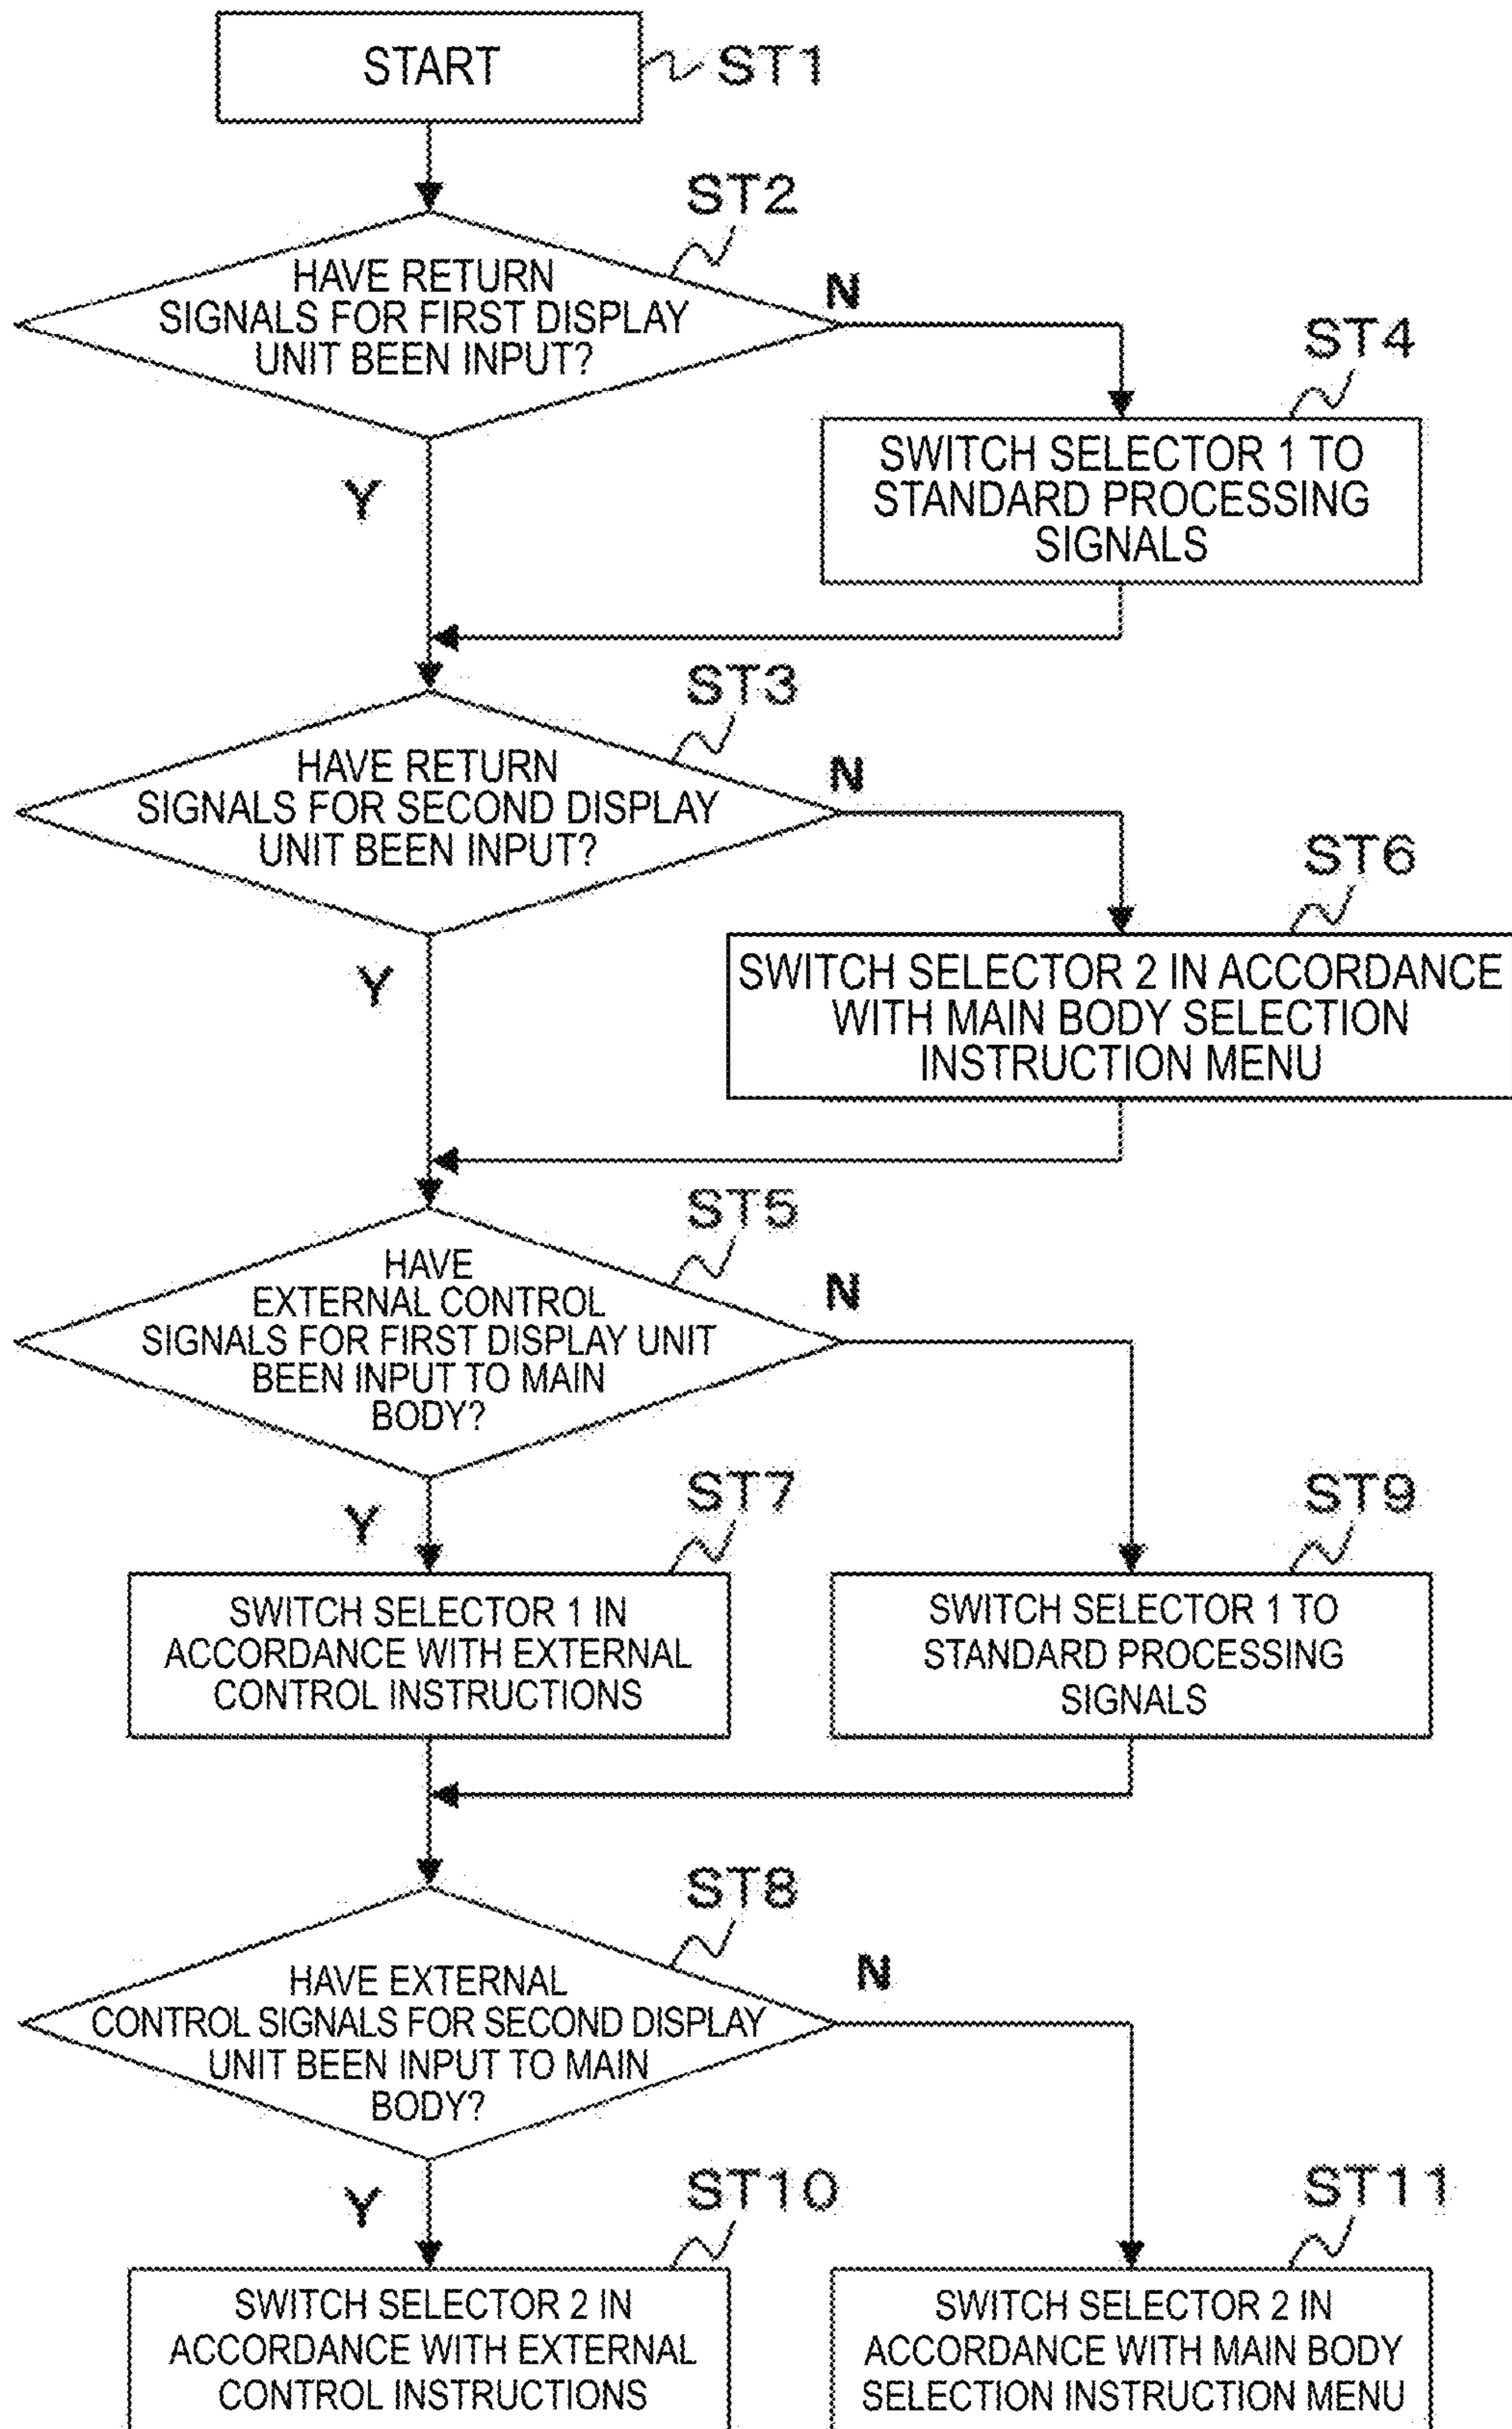 START
ST1
ST2
HAVE RETURN
SIGNALS FOR FIRST DISPLAY
UNIT BEEN INPUT?
N
Y
ST4
SWITCH SELECTOR 1 TO
STANDARD PROCESSING
SIGNALS
ST3
HAVE RETURN
SIGNALS FOR SECOND DISPLAY
UNIT BEEN INPUT?
N
Y
ST6
SWITCH SELECTOR 2 IN ACCORDANCE
WITH MAIN BODY SELECTION
INSTRUCTION MENU
ST5
HAVE
EXTERNAL CONTROL
SIGNALS FOR FIRST DISPLAY UNIT
BEEN INPUT TO MAIN
BODY?
N
Y
ST7
SWITCH SELECTOR 1 IN
ACCORDANCE WITH EXTERNAL
CONTROL INSTRUCTIONS
ST9
SWITCH SELECTOR 1 TO
STANDARD PROCESSING
SIGNALS
ST8
HAVE EXTERNAL
CONTROL SIGNALS FOR SECOND DISPLAY
UNIT BEEN INPUT TO MAIN
BODY?
N
Y
ST10
SWITCH SELECTOR 2 IN
ACCORDANCE WITH EXTERNAL
CONTROL INSTRUCTIONS
ST11
SWITCH SELECTOR 2 IN
ACCORDANCE WITH MAIN BODY
SELECTION INSTRUCTION MENU